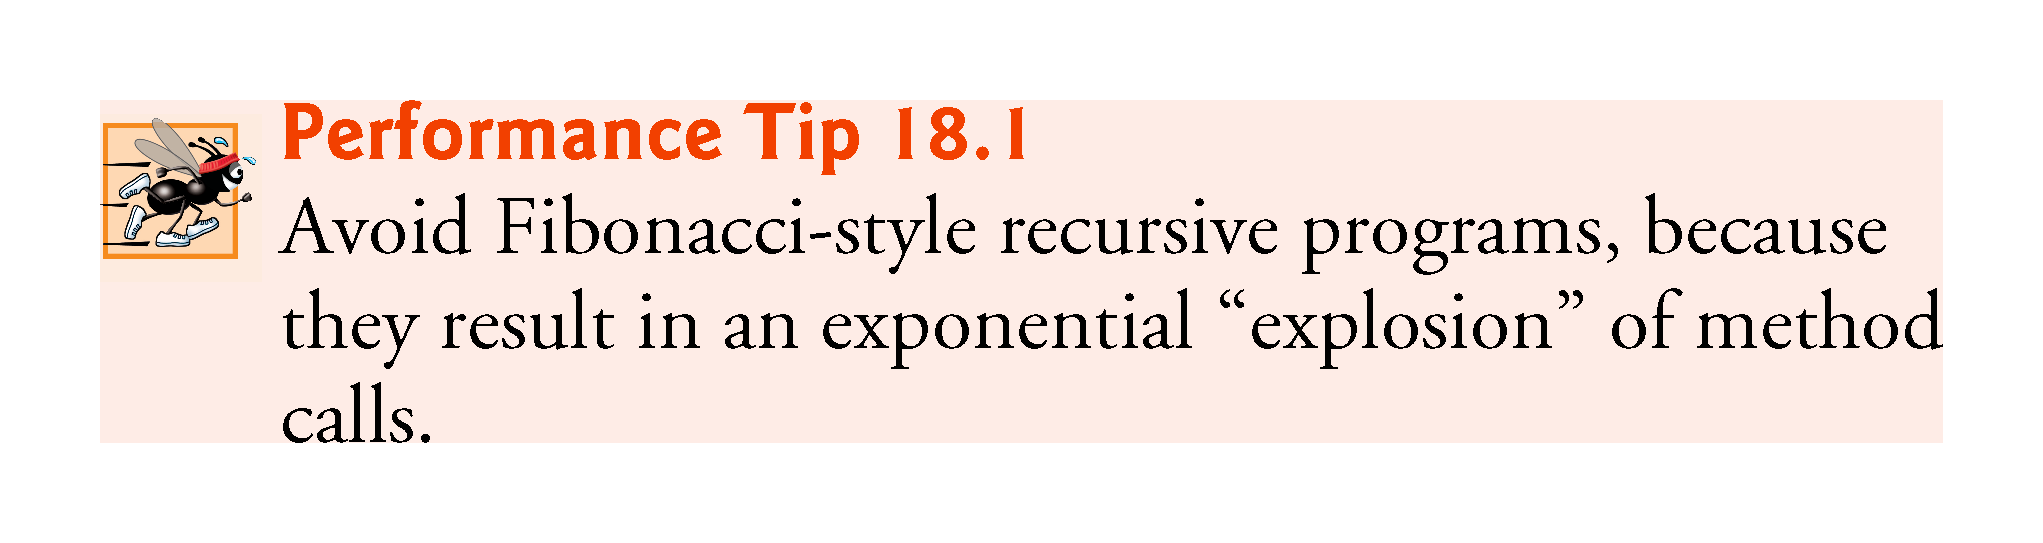 Performance Tip 18.1
Avoid Fibonacci-style recursive programs, because
they result in an exponential “explosion” of method
calls.